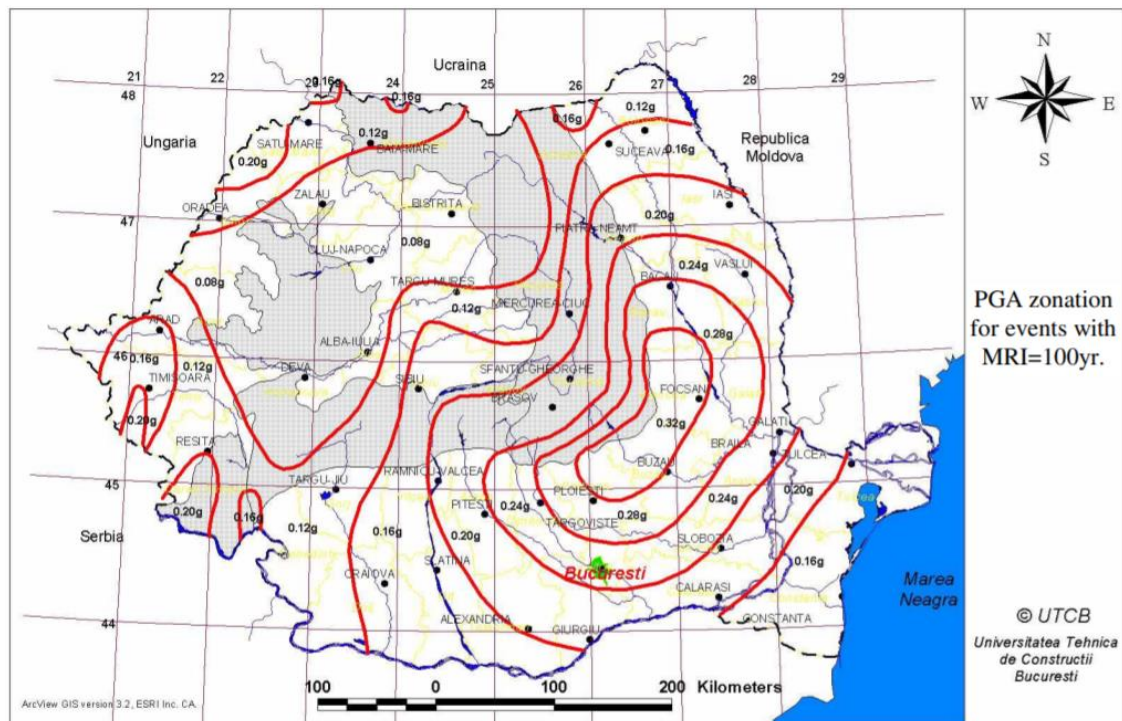 N
W E
S
Ucraina
0.16g
21 22 23 24 25 26 27 28 29
48
0.16g
0.12g
0.16g
Ungaria
0.12g
Republica
Moldova
SATU-MARE
BAIA-MARE
SUCEAVA
0.16g
0.20g
ZALAU
IASI
ORADEA
BISTRITA
0.20g
47
PIATRA-NEAMT
CLUJ-NAPOCA
0.08g
0.24g
VASLUI
0.08g
TARGU-MURES
BACAU
PGA zonation
for events with
MRI=100yr.
0.12g
MIERCUREA-CIUC
ARAD
0.28g
ALBA-IULIA
46
0.16g
0.12g
DEVA
SIBIU
SFANTU-GHEORGHE
TIMISOARA
BRASOV
FOCSANI
0.20g
0.32g
GALATI
RESITA
BRAILA
TULCEA
RAMNICU-VALCEA
BUZAU
45
TARGU-JIU
PITESTI
PLOIESTI
0.24g
0.20g
0.20g
0.16g
0.12g
0.24g
TARGOVISTE
0.28g
0.16g
0.20g
SLOBOZIA
Serbia
SLATINA
Bucuresti
0.16g
CRAIOVA
CALARASI
Marea
Neagra
ALEXANDRIA
GIURGIU
CONSTANTA
44
© UTCB
Universitatea Tehnica
de Constructii
Bucuresti
100 0 100 200 Kilometers
ArcView GIS version 3.2, ESRI Inc. CA.